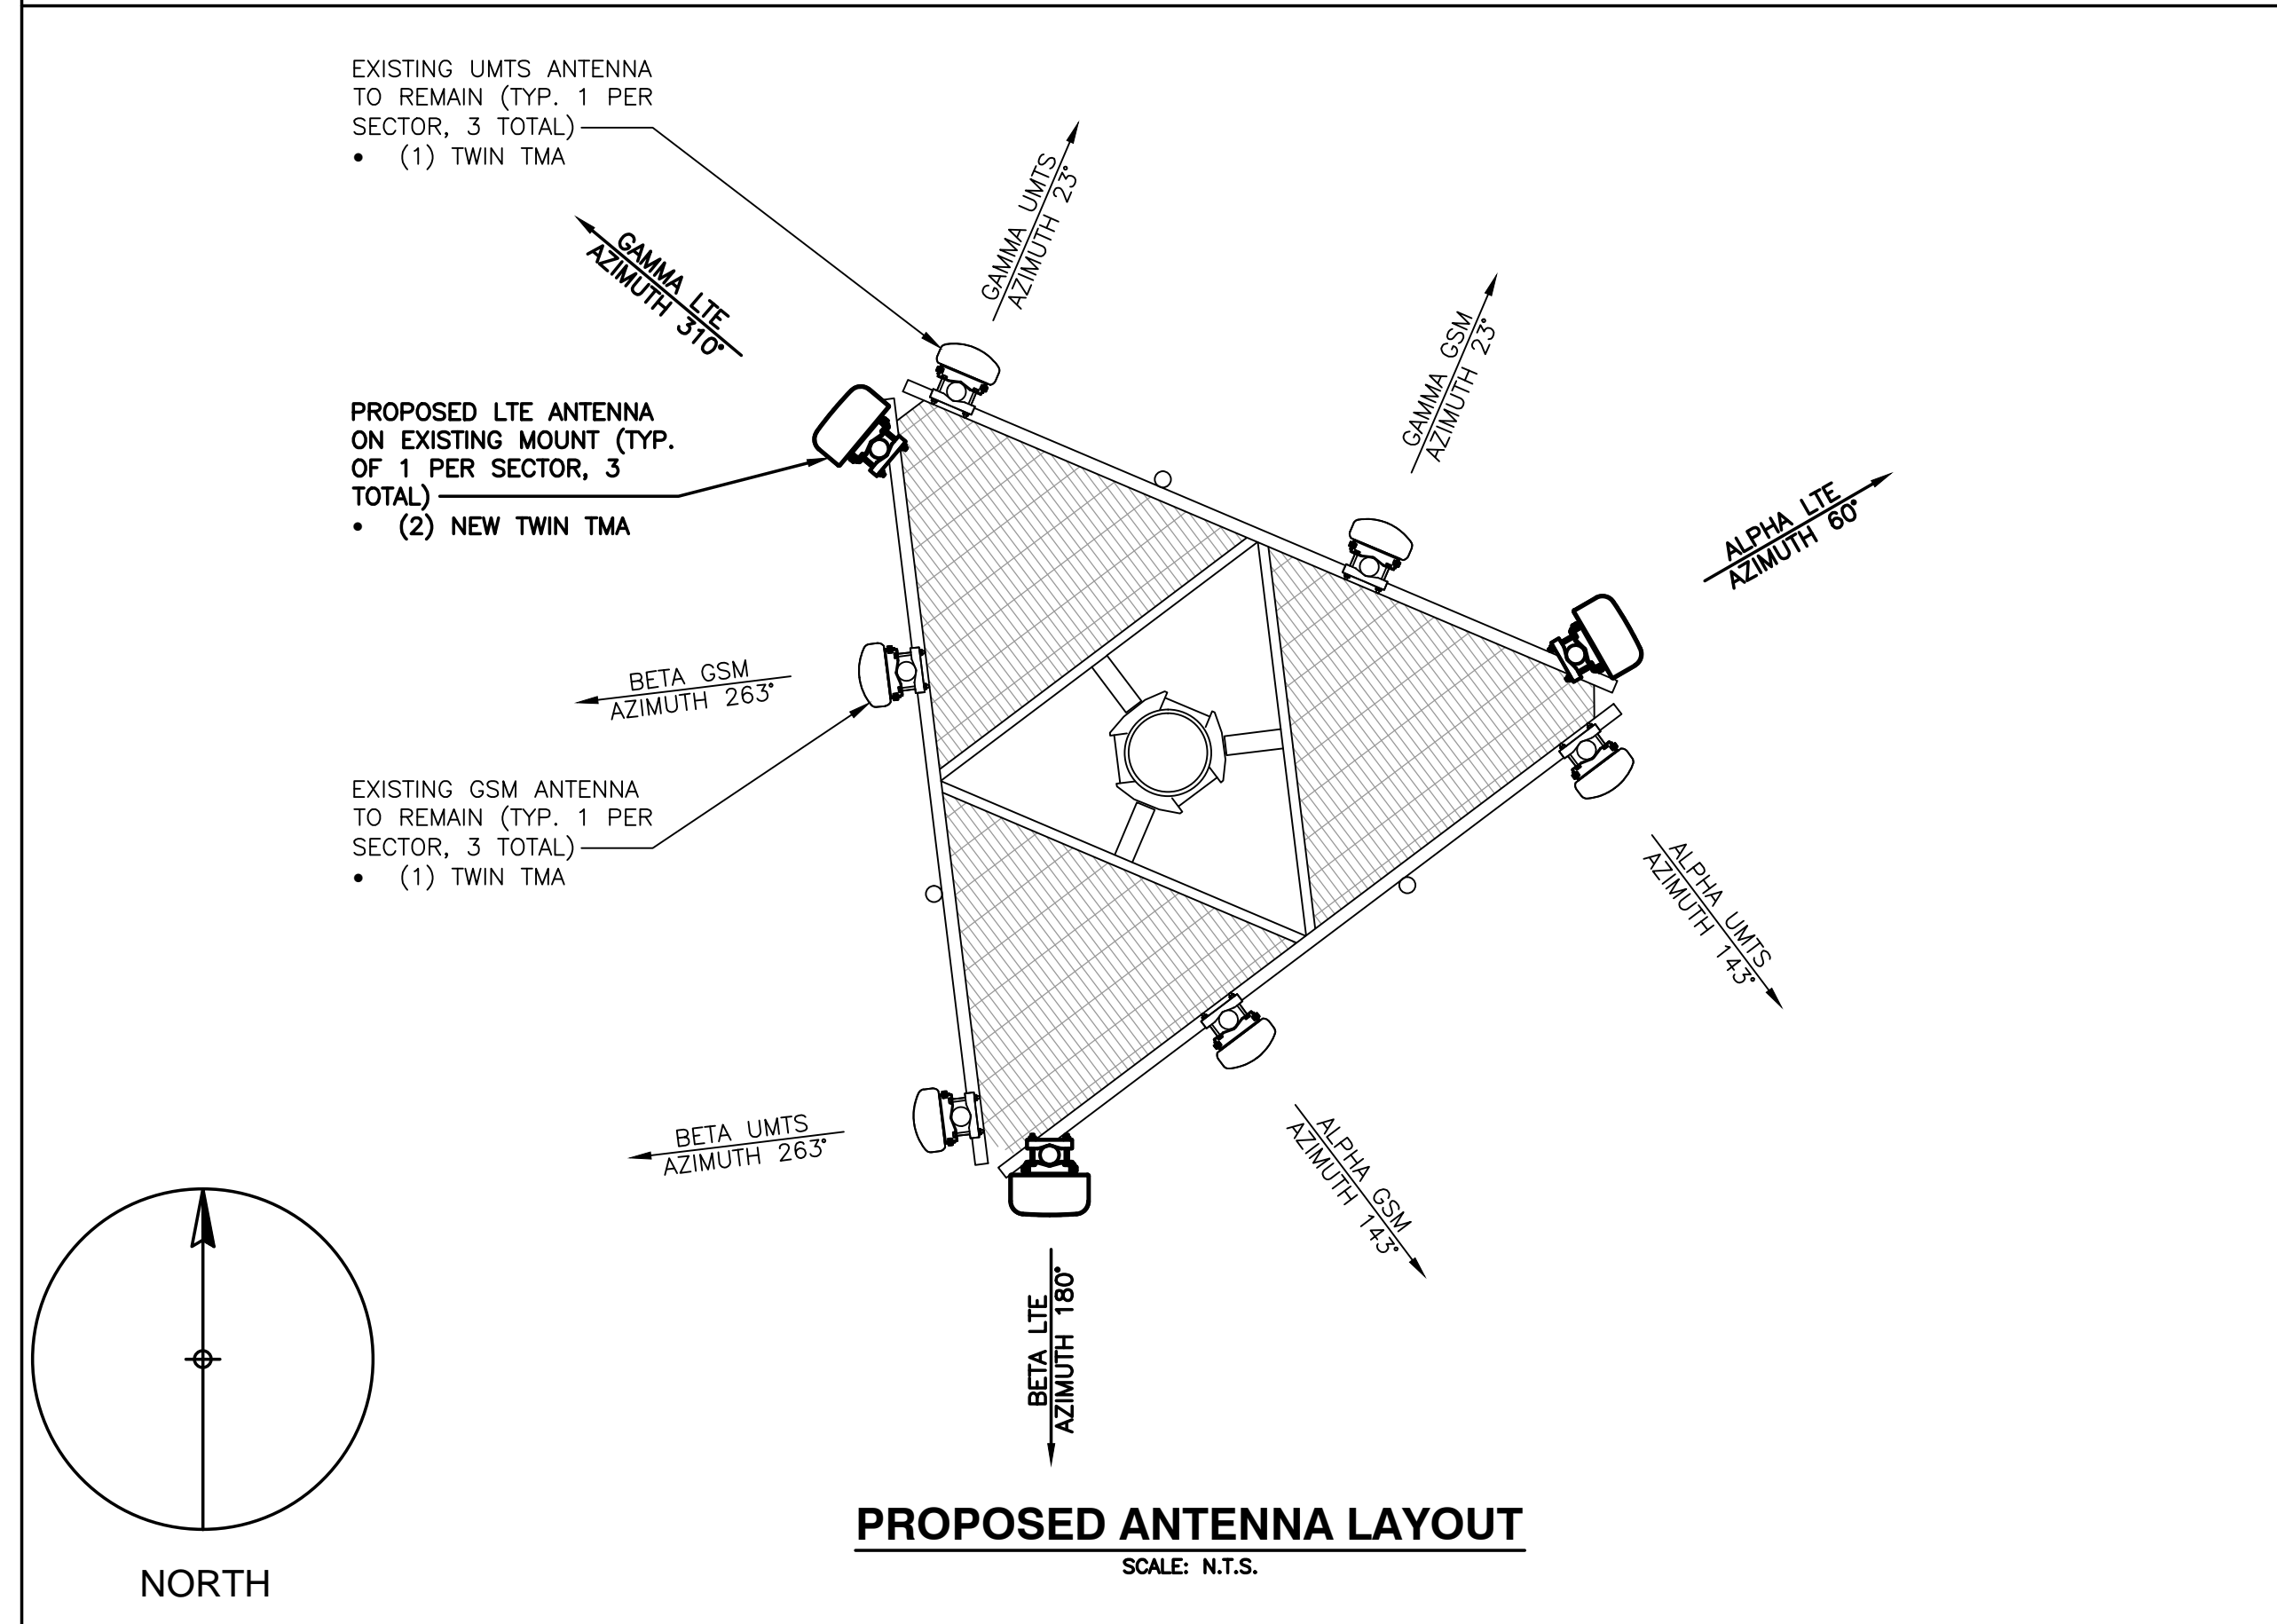 EXISTING UMTS ANTENNA
TO REMAIN (TYP. 1 PER
SECTOR, 3 TOTAL)
• (1) TWIN TMA
GAMMA UMTS
AZIMUTH 23°
GAMMA LTE
AZIMUTH 310°
GAMMA GSM
AZIMUTH 23°
PROPOSED LTE ANTENNA
ON EXISTING MOUNT (TYP.
OF 1 PER SECTOR, 3
TOTAL)
• (2) NEW TWIN TMA
ALPHA LTE
AZIMUTH 60°
BETA GSM
AZIMUTH 263°
EXISTING GSM ANTENNA
TO REMAIN (TYP. 1 PER
SECTOR, 3 TOTAL)
• (1) TWIN TMA
ALPHA UMTS
AZIMUTH 143°
BETA UMTS
AZIMUTH 263°
ALPHA GSM
AZIMUTH 143°
BETA LTE
AZIMUTH 180°
NORTH
PROPOSED ANTENNA LAYOUT
SCALE: N.T.S.